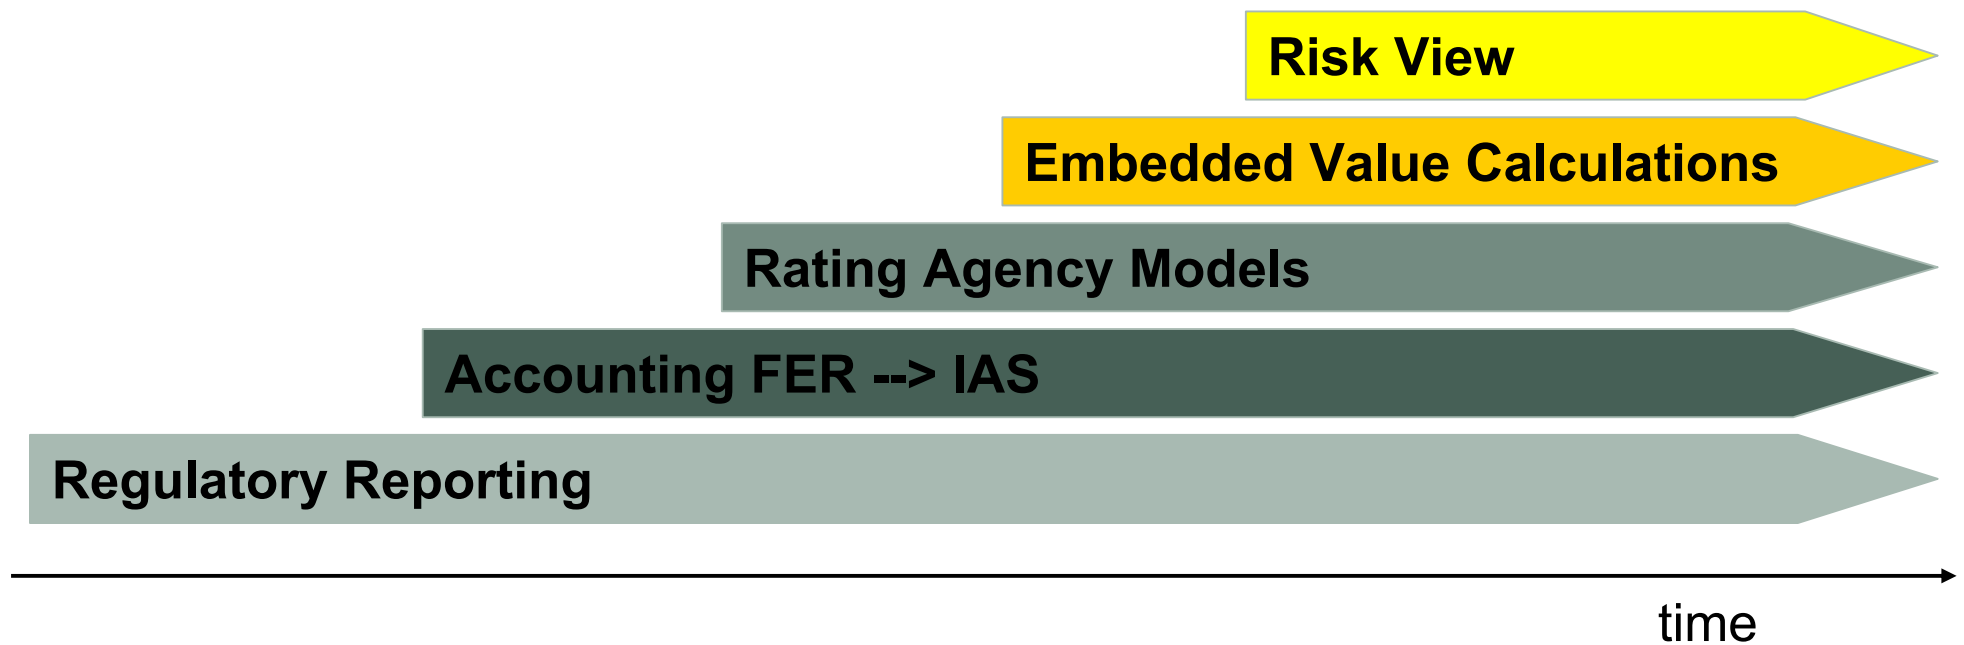 Risk View
Embedded Value Calculations
Rating Agency Models
Accounting FER --> IAS
Regulatory Reporting
time